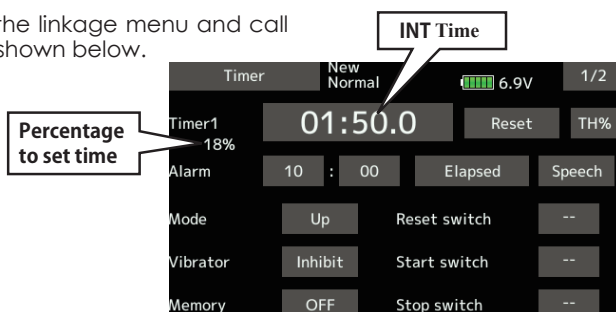 the linkage menu and call
shown below.
INT Time
Timer New Normal 6.9V 1/2
Percentage to set time
Timer1 01:50.0 Reset TH%
18%
Alarm 10 : 00 Elapsed Speech
Mode Up Reset switch --
Vibrator Inhibit Start switch --
Memory OFF Stop switch --